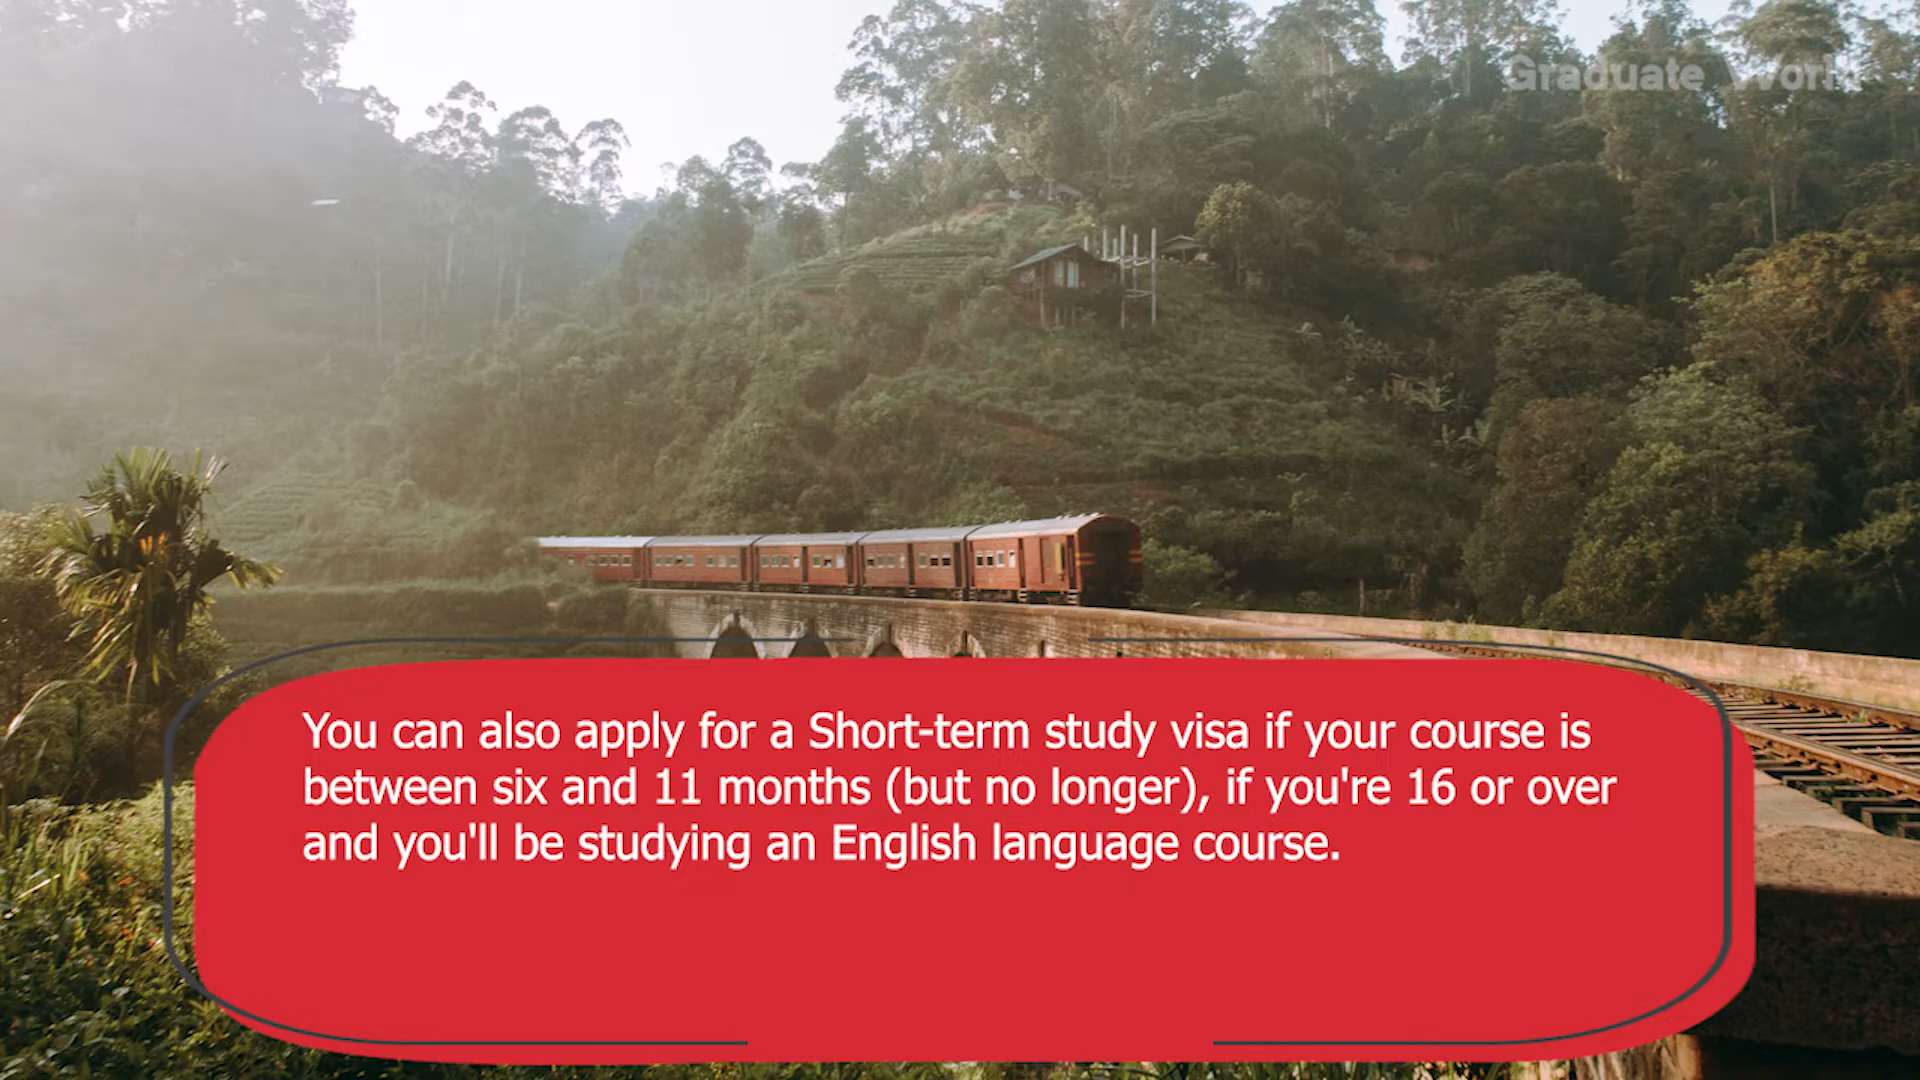 Graduate World
You can also apply for a Short-term study visa if your course is
between six and 11 months (but no longer), if you're 16 or over
and you'll be studying an English language course.